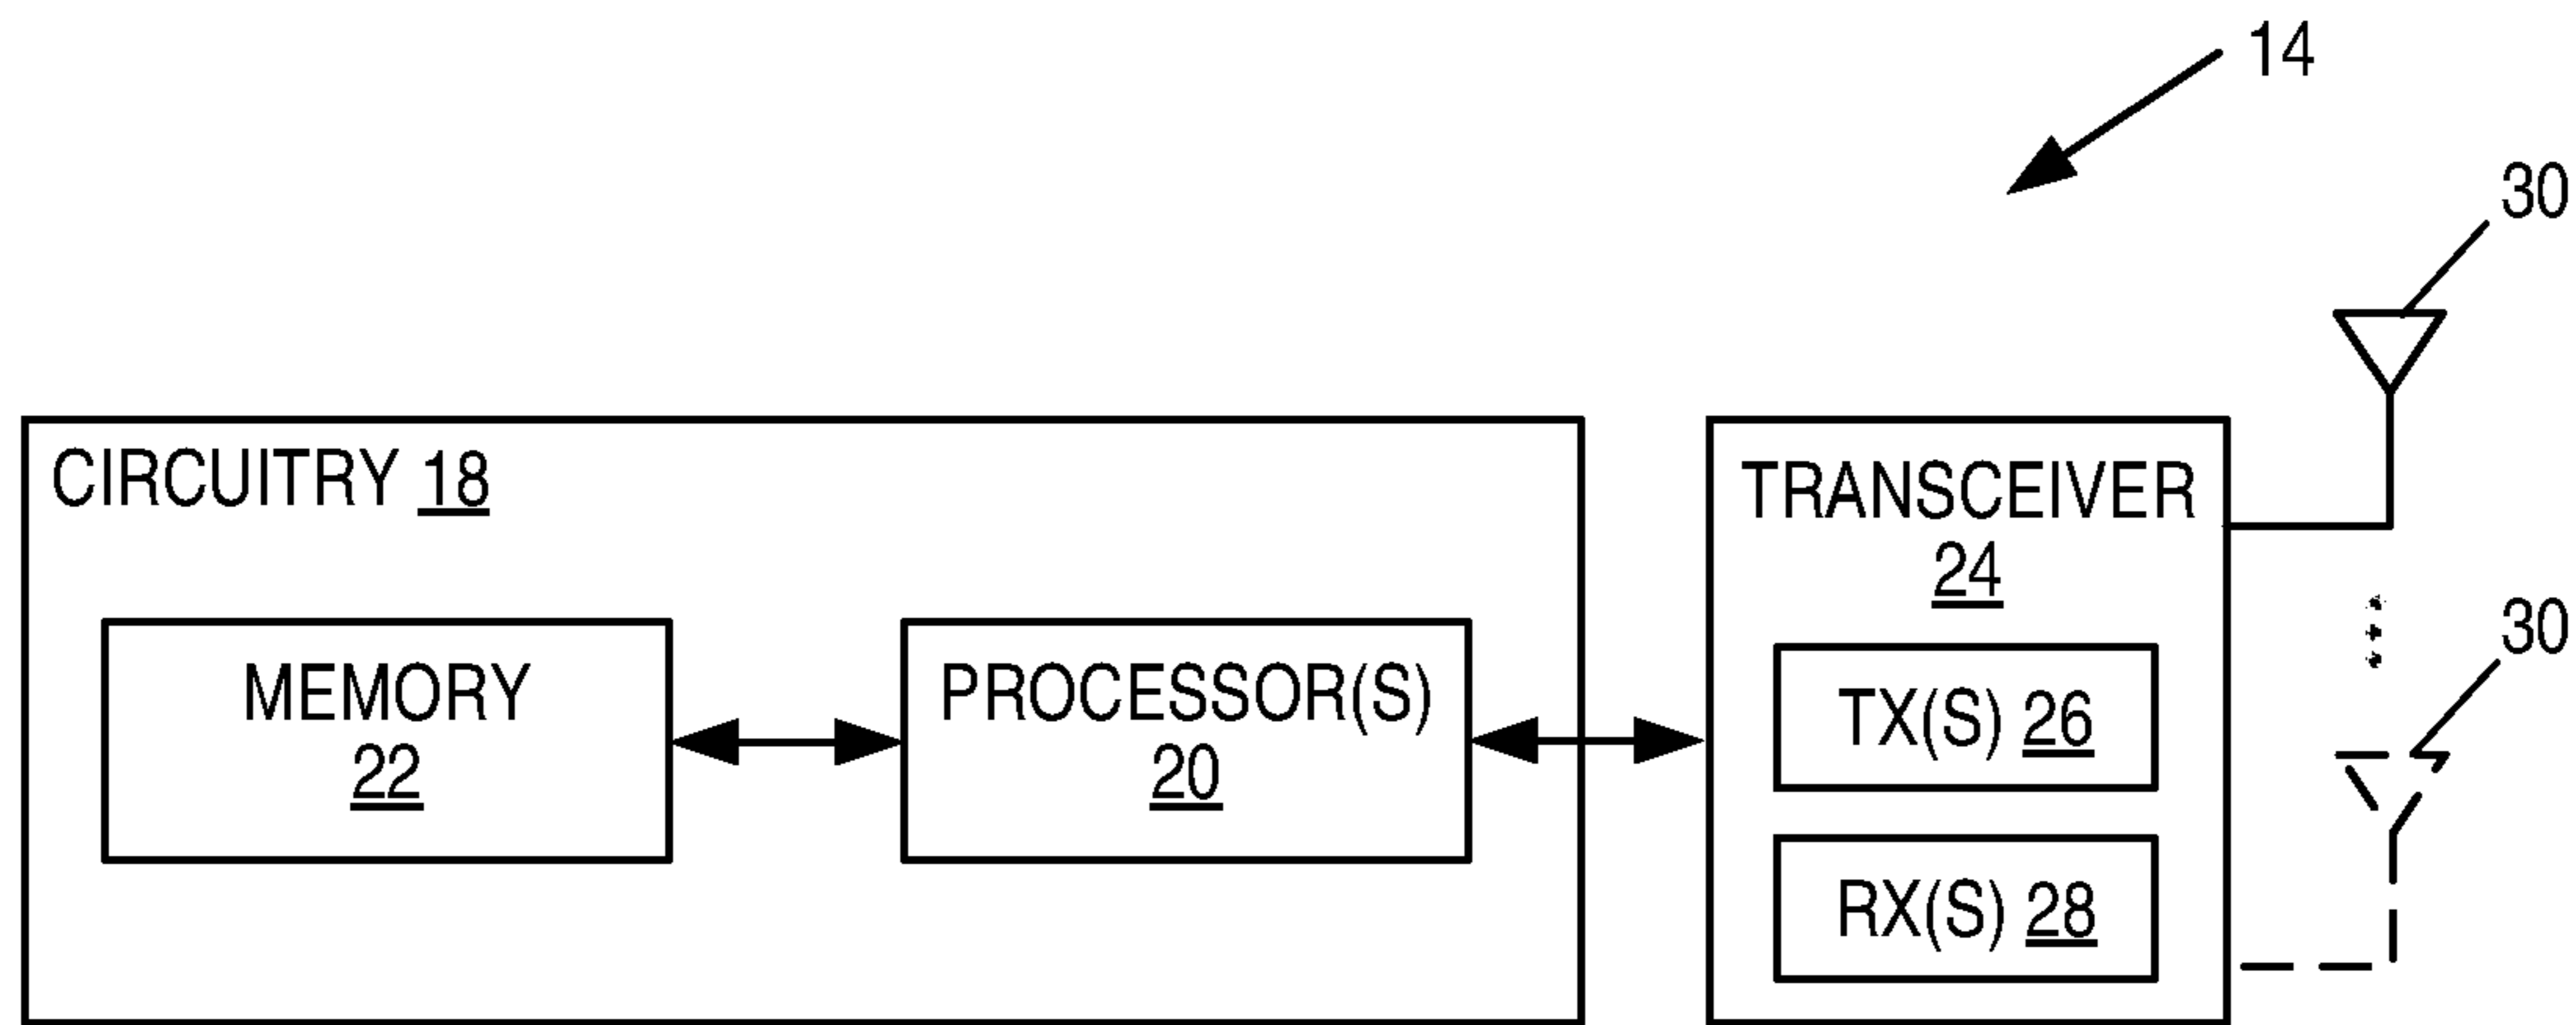 14
30
CIRCUITRY 18
TRANSCEIVER
24
30
MEMORY
22
PROCESSOR(S)
20
TX(S) 26
RX(S) 28